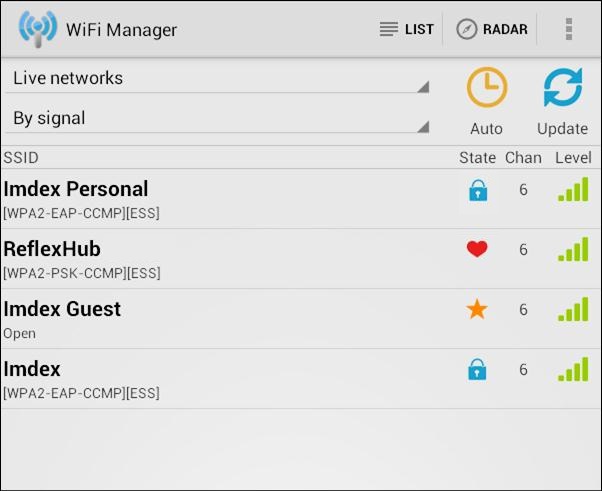 WiFi Manager LIST RADAR
Live networks
By signal
Auto Update
SSID State Chan Level
Imdex Personal 6
[WPA2-EAP-CCMP][ESS]
ReflexHub 6
[WPA2-PSK-CCMP][ESS]
Imdex Guest 6
Open
Imdex 6
[WPA2-EAP-CCMP][ESS]